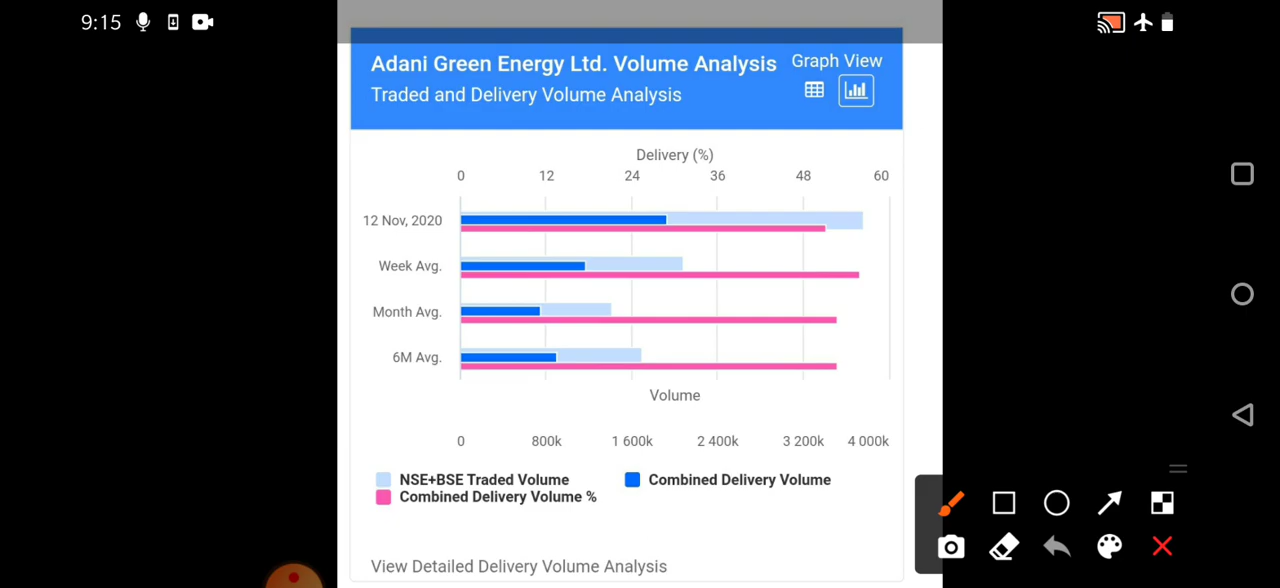 9:15
Adani Green Energy Ltd. Volume Analysis Graph View
Traded and Delivery Volume Analysis
Delivery (%)
0 12 24 36 48 60
12 Nov, 2020
Week Avg.
Month Avg.
6M Avg.
Volume
0 800k 1 600k 2 400k 3 200k 4 000k
NSE+BSE Traded Volume Combined Delivery Volume
Combined Delivery Volume %
View Detailed Delivery Volume Analysis